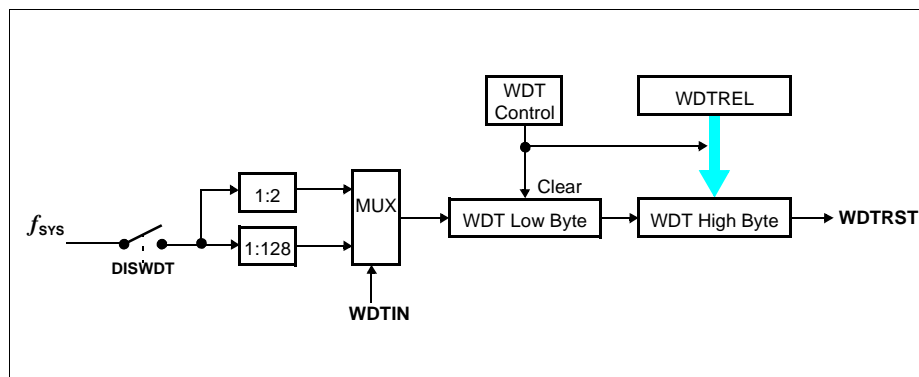 WDT
Control
WDTREL
Clear
1:2
MUX
WDT Low Byte
WDT High Byte
WDTRST
fSYS
1:128
DISWDT
WDTIN